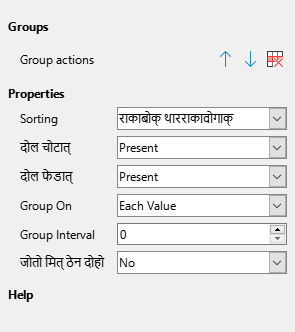 Groups
Group actions
Properties
Sorting राकाबोक् थारराकावोगाक्
दोल चोटात् Present
दोल फेडात् Present
Group On Each Value
Group Interval 0
जोतो मित् ठेन दोहो No
Help